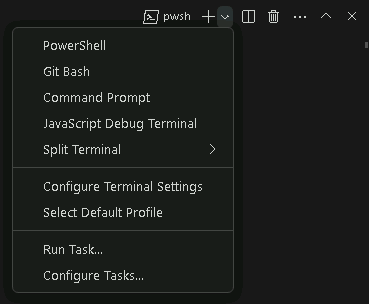 pwsh
PowerShell
Git Bash
Command Prompt
JavaScript Debug Terminal
Split Terminal
Configure Terminal Settings
Select Default Profile
Run Task...
Configure Tasks...